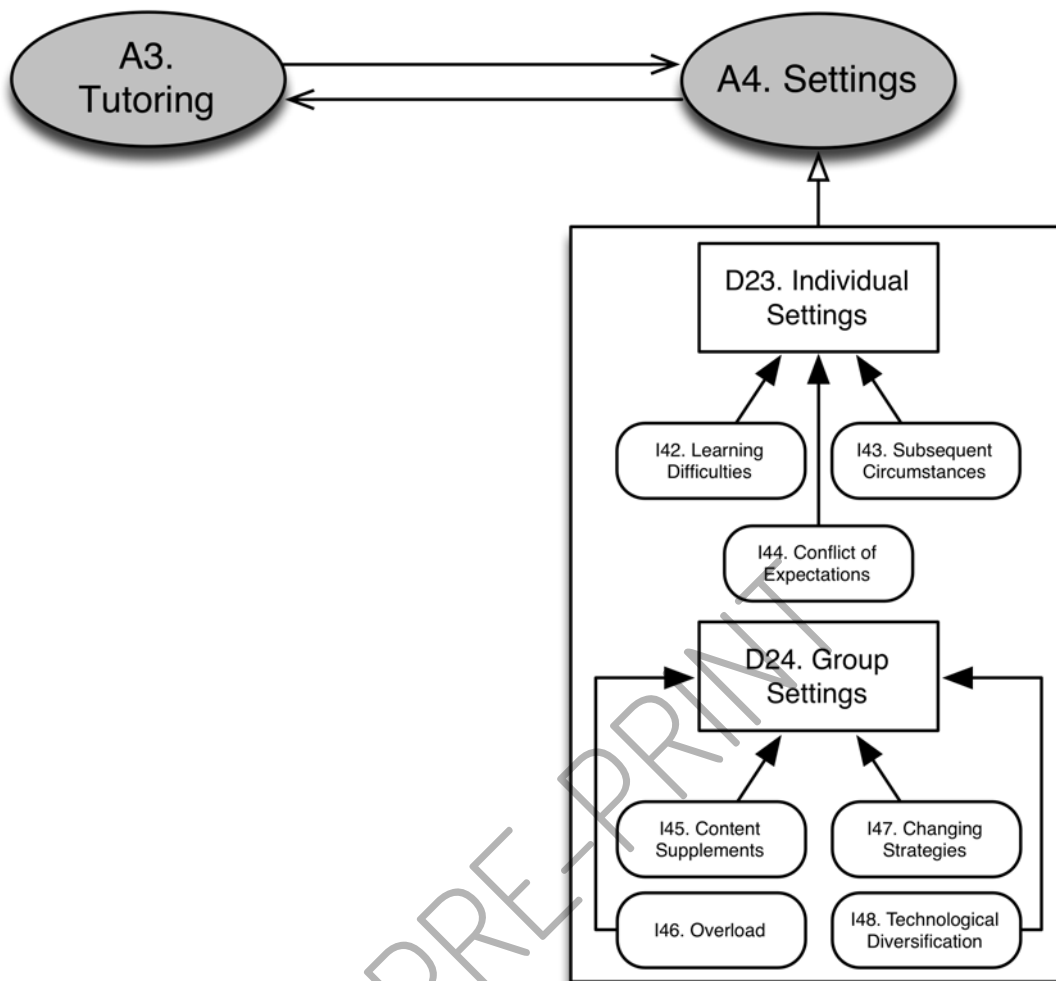 A3.
Tutoring
A4. Settings
D23. Individual
Settings
I42. Learning
Difficulties
I43. Subsequent
Circumstances
I44. Conflict of
Expectations
D24. Group
Settings
I45. Content
Supplements
I47. Changing
Strategies
I46. Overload
I48. Technological
Diversification
PRE-PRINT